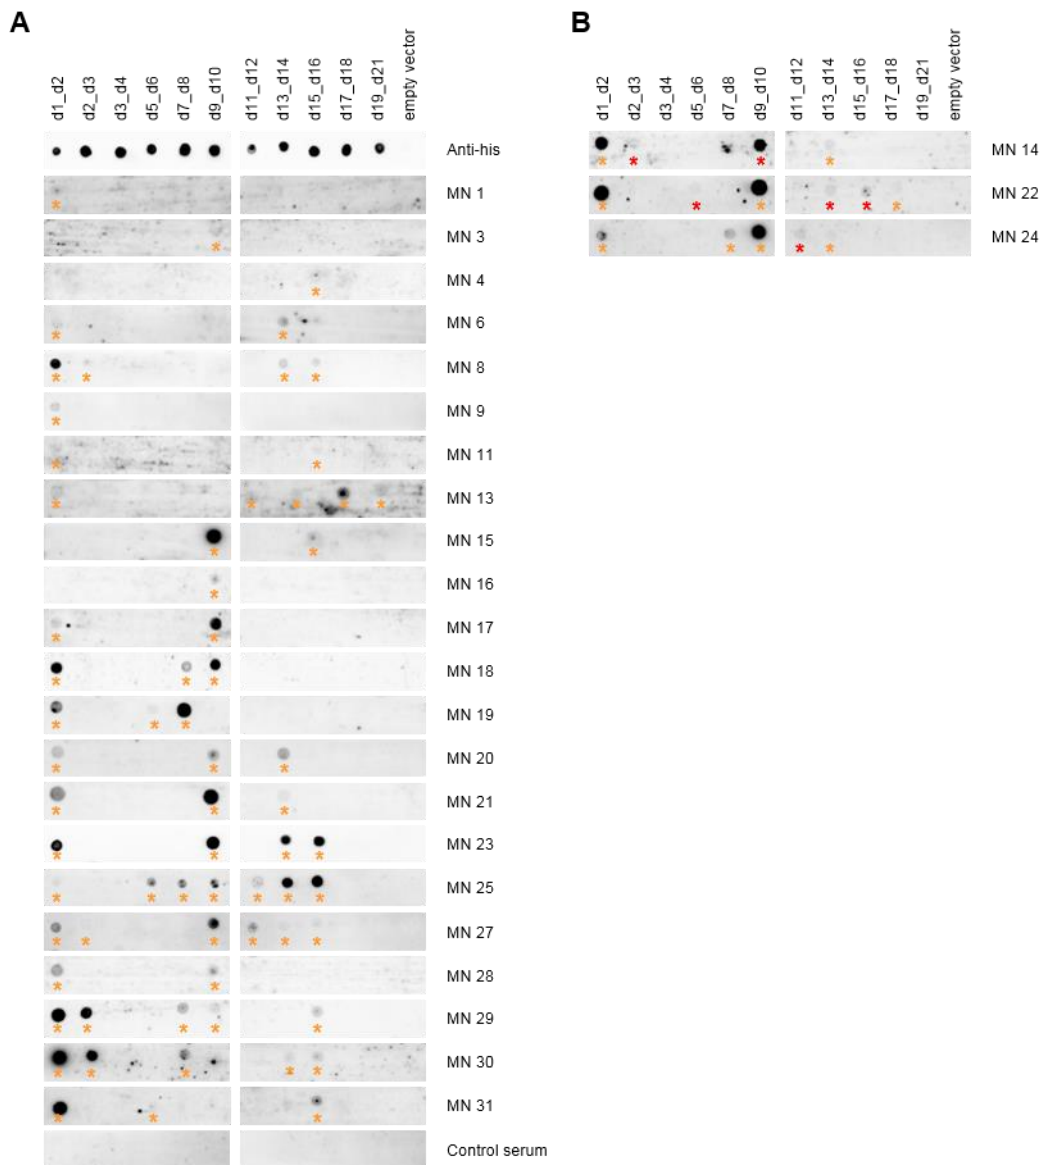 A
d1_d2
d2_d3
d3_d4
d5_d6
d7_d8
d9_d10
d11_d12
d13_d14
d15_d16
d17_d18
d19_d21
empty vector
Anti-his
MN 1
MN 3
MN 4
MN 6
MN 8
MN 9
MN 11
MN 13
MN 15
MN 16
MN 17
MN 18
MN 19
MN 20
MN 21
MN 23
MN 25
MN 27
MN 28
MN 29
MN 30
MN 31
Control serum
B
d1_d2
d2_d3
d3_d4
d5_d6
d7_d8
d9_d10
d11_d12
d13_d14
d15_d16
d17_d18
d19_d21
empty vector
MN 14
MN 22
MN 24